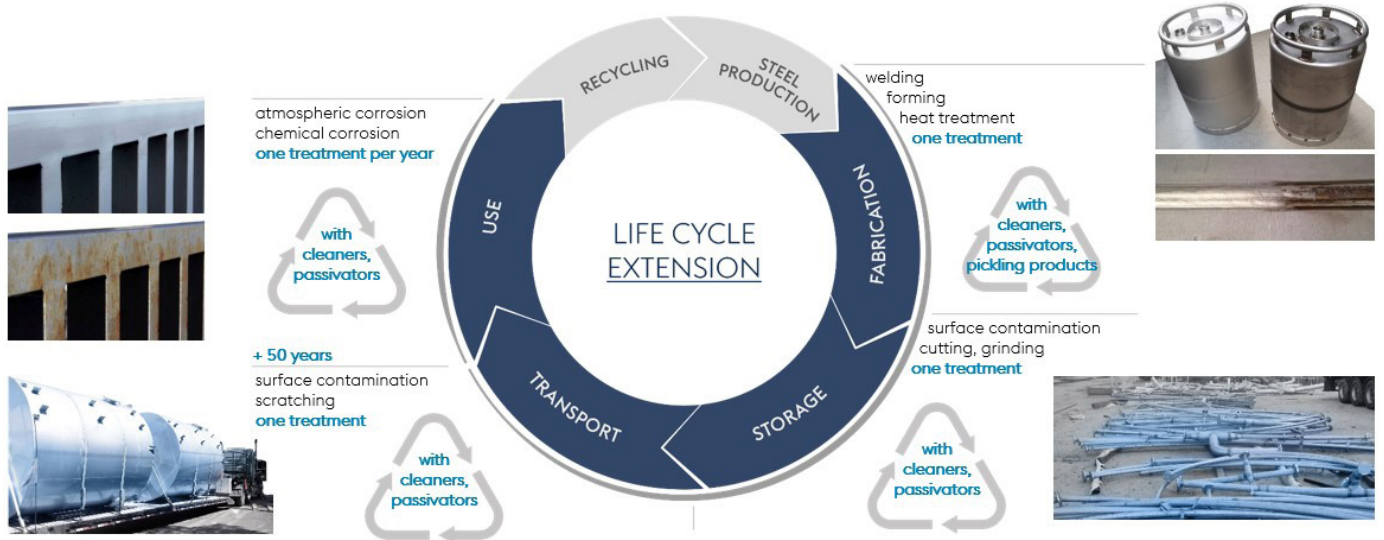 RECYCLING
STEEL
PRODUCTION
FABRICATION
STORAGE
TRANSPORT
USE
LIFE CYCLE
EXTENSION
welding
forming
heat treatment
one treatment
with
cleaners,
passivators,
pickling products
surface contamination
cutting, grinding
one treatment
with
cleaners,
passivators
atmospheric corrosion
chemical corrosion
one treatment per year
with
cleaners,
passivators
+ 50 years
surface contamination
scratching
one treatment
with
cleaners,
passivators